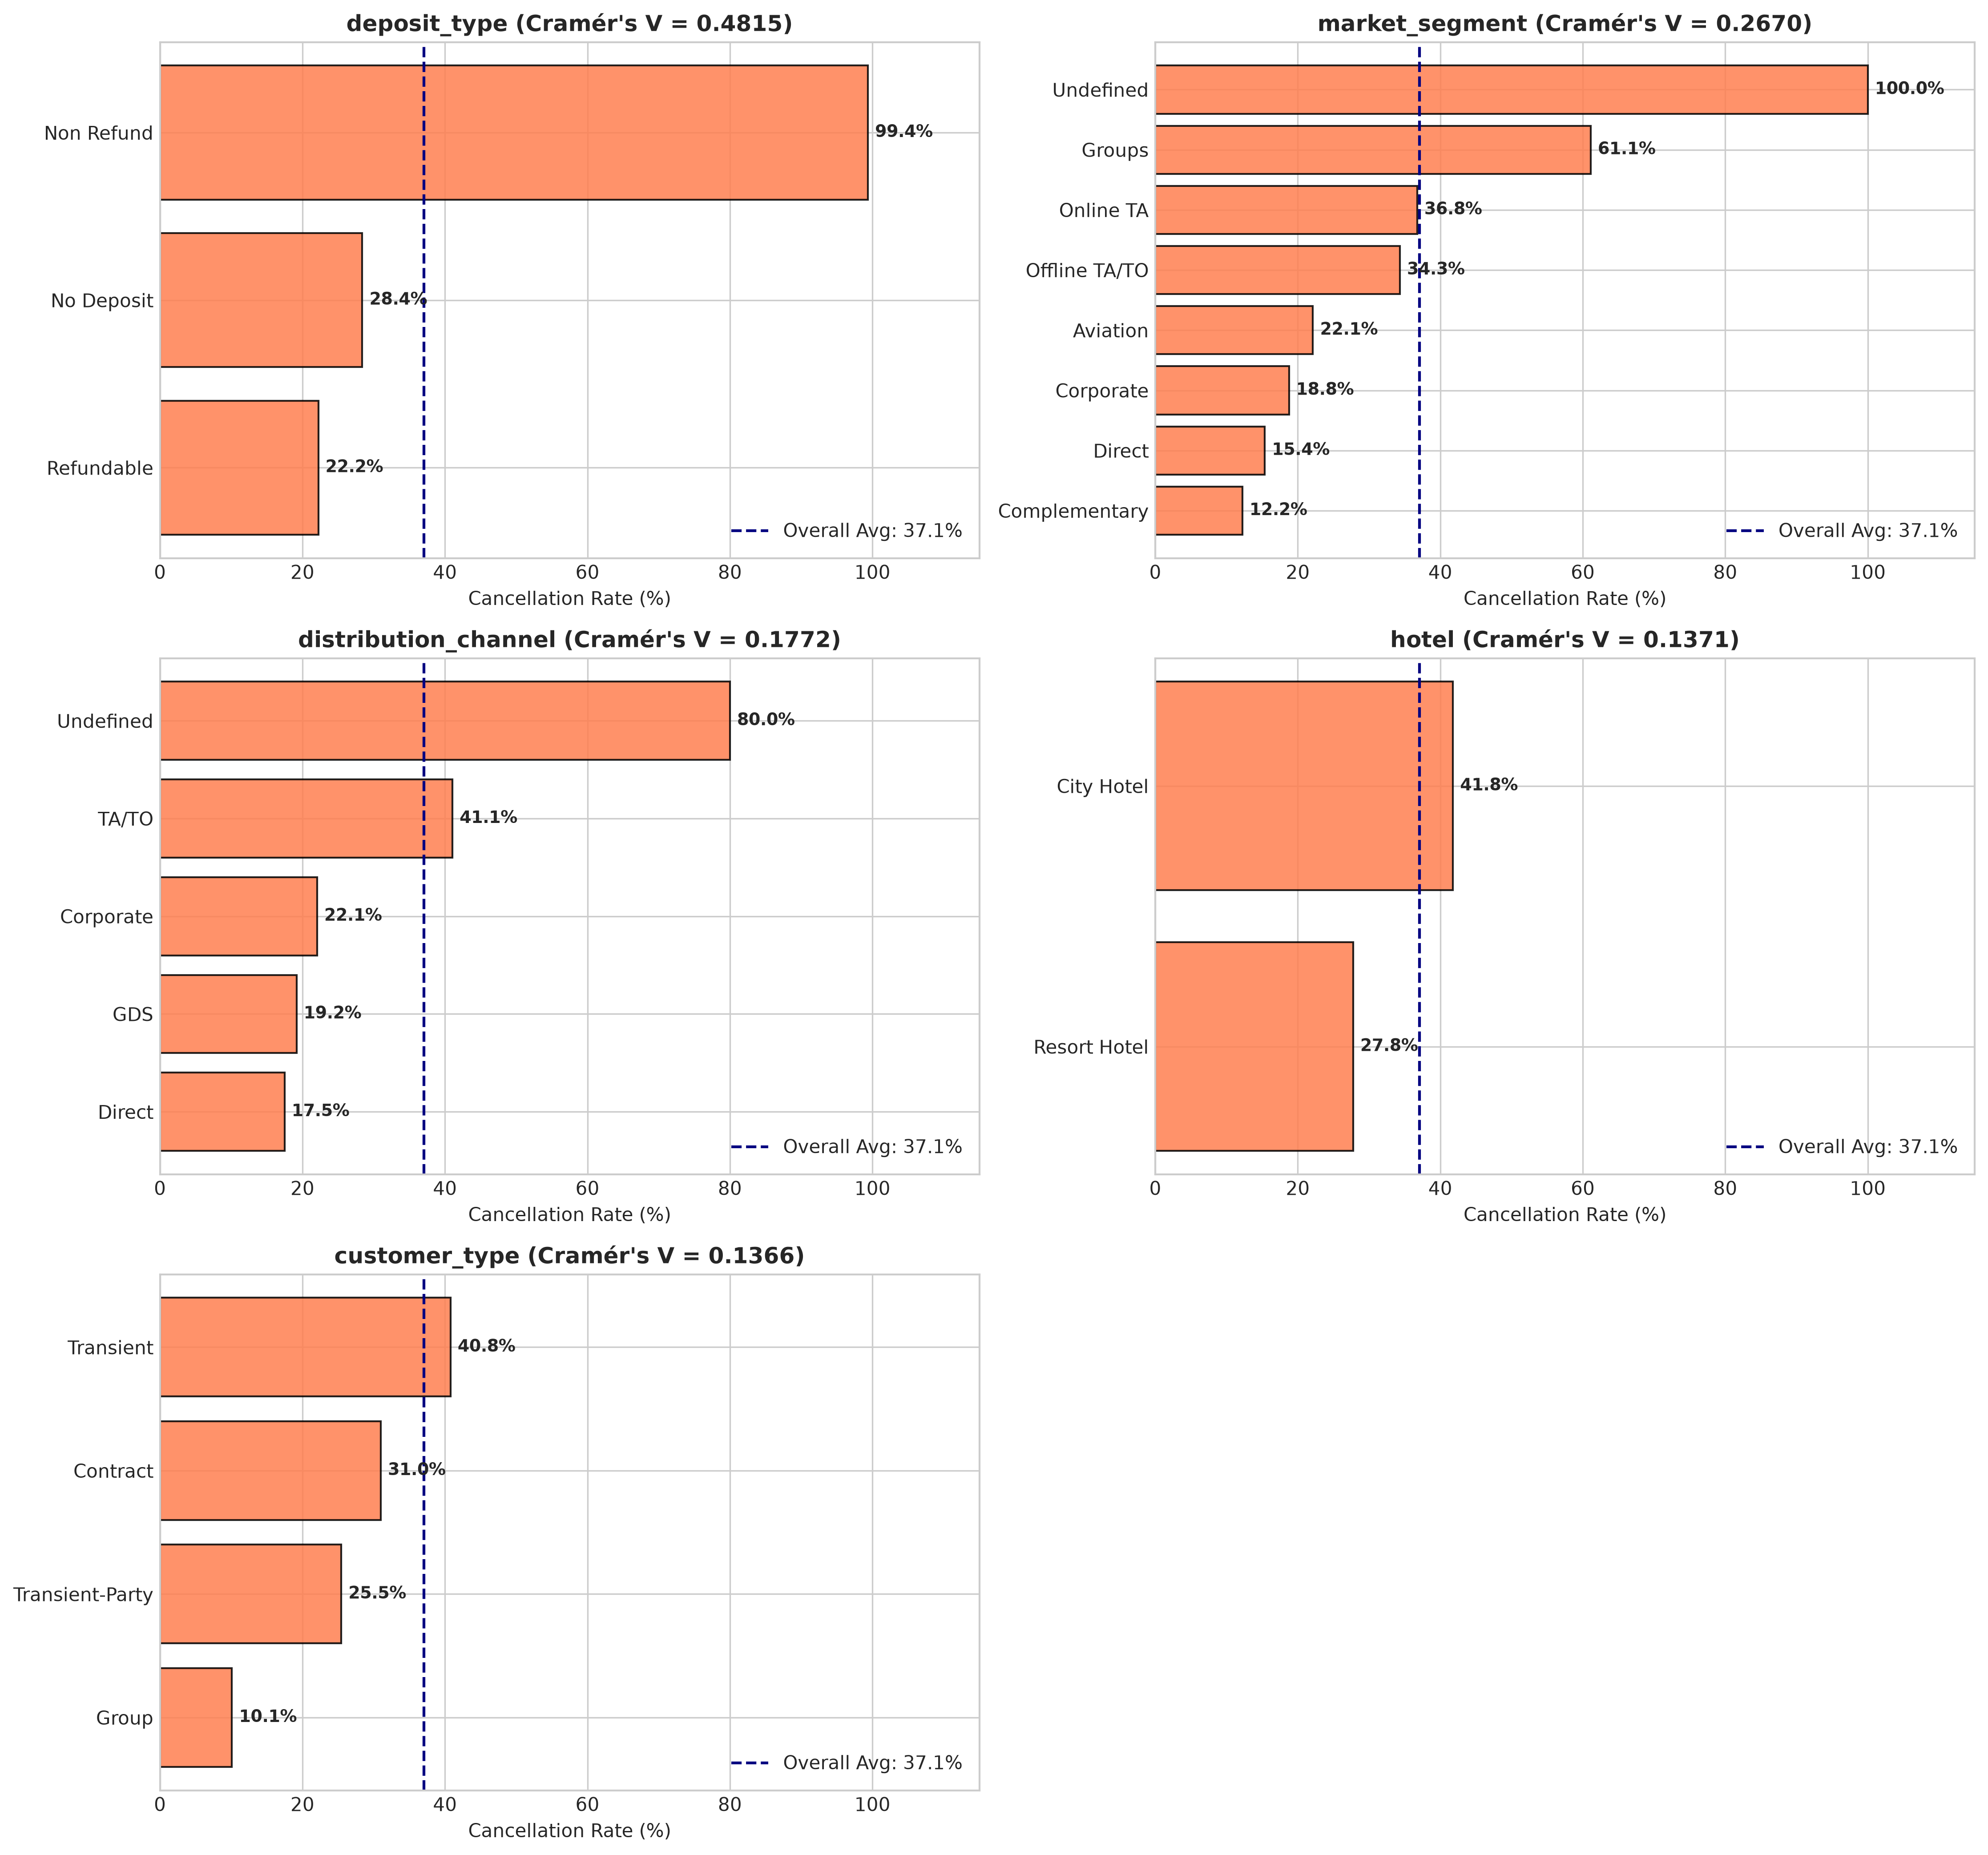 deposit_type (Cramér's V = 0.4815)
Non Refund
99.4%
No Deposit
28.4%
Refundable
22.2%
Overall Avg: 37.1%
0 20 40 60 80 100
Cancellation Rate (%)
market_segment (Cramér's V = 0.2670)
Undefined
100.0%
Groups
61.1%
Online TA
36.8%
Offline TA/TO
34.3%
Aviation
22.1%
Corporate
18.8%
Direct
15.4%
Complementary
12.2%
Overall Avg: 37.1%
0 20 40 60 80 100
Cancellation Rate (%)
distribution_channel (Cramér's V = 0.1772)
Undefined
80.0%
TA/TO
41.1%
Corporate
22.1%
GDS
19.2%
Direct
17.5%
Overall Avg: 37.1%
0 20 40 60 80 100
Cancellation Rate (%)
hotel (Cramér's V = 0.1371)
City Hotel
41.8%
Resort Hotel
27.8%
Overall Avg: 37.1%
0 20 40 60 80 100
Cancellation Rate (%)
customer_type (Cramér's V = 0.1366)
Transient
40.8%
Contract
31.0%
Transient-Party
25.5%
Group
10.1%
Overall Avg: 37.1%
0 20 40 60 80 100
Cancellation Rate (%)